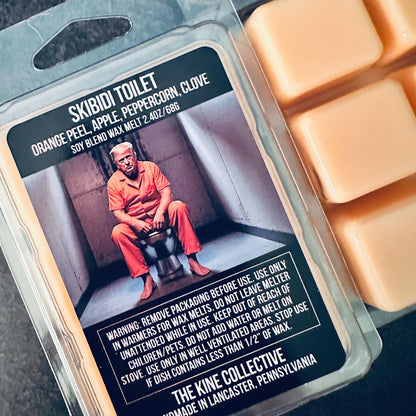 SKIBIDI TOILET
ORANGE PEEL, APPLE, PEPPERCORN, CLOVE
SOY BLEND WAX MELT 2.4OZ/68G
WARNING: REMOVE PACKAGING BEFORE USE. USE ONLY
IN WARMERS FOR WAX MELTS. DO NOT LEAVE MELTER
UNATTENDED WHILE IN USE. KEEP OUT OF REACH OF
CHILDREN/PETS. DO NOT ADD WATER OR MELT ON
STOVE. USE ONLY IN WELL VENTILATED AREAS. STOP USE
IF DISH CONTAINS LESS THAN 1/2" OF WAX.
THE KINE COLLECTIVE
HANDMADE IN LANCASTER, PENNSYLVANIA